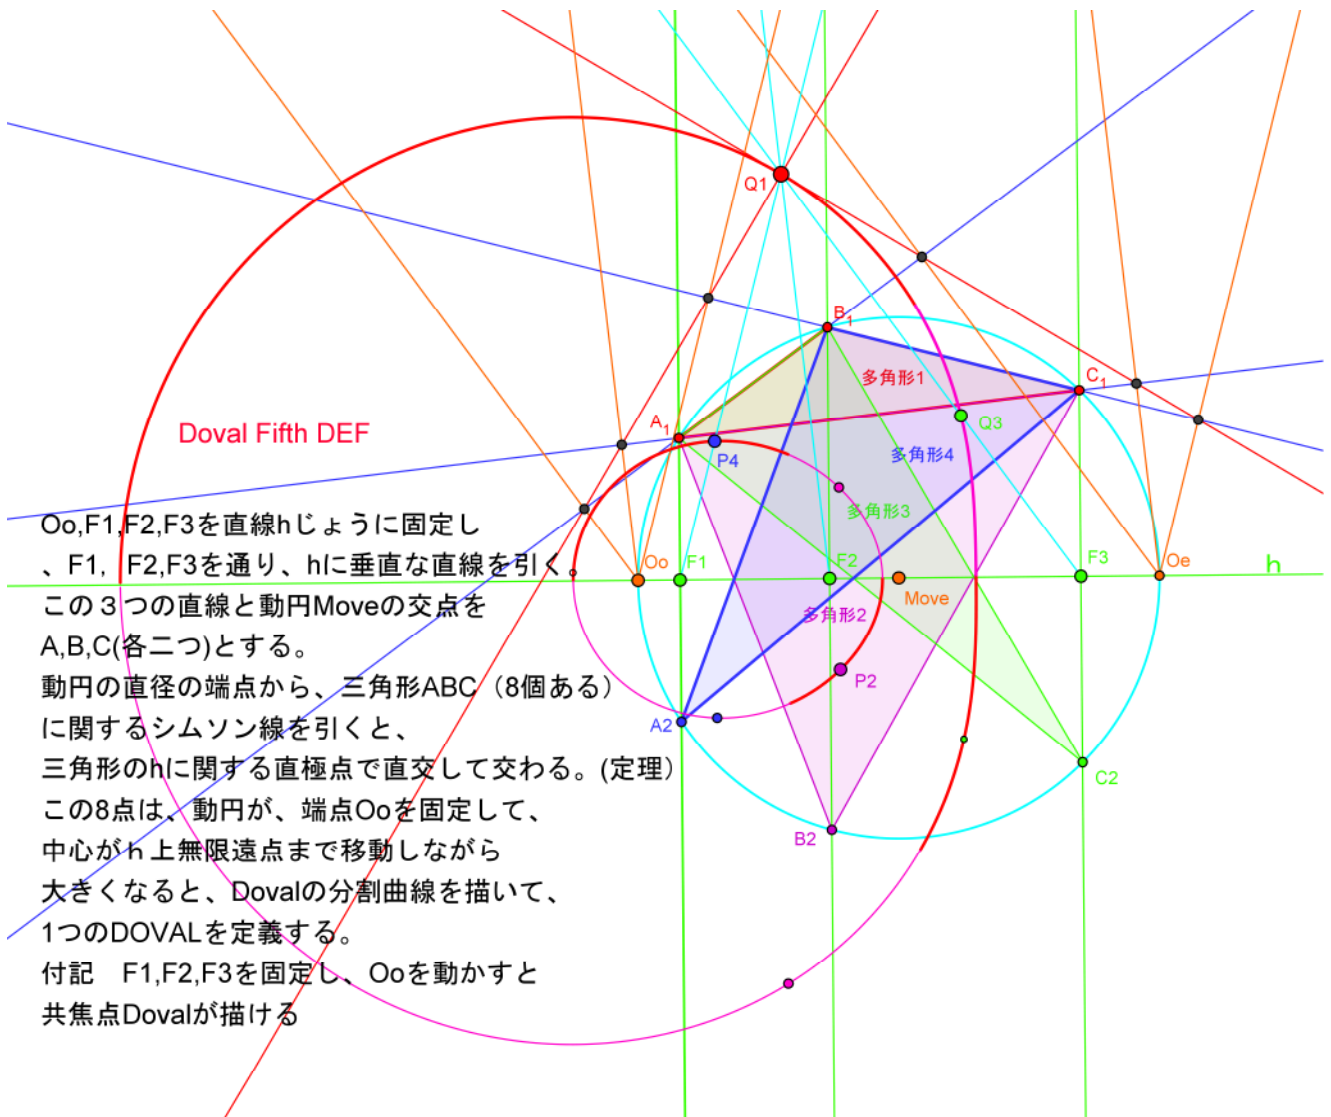 Q1
B1
C1
多角形1
A1
Q3
Doval Fifth DEF
P4
多角形4
多角形3
Oo,F1,F2,F3を直線hじょうに固定し
、F1,　F2,F3を通り、hに垂直な直線を引く。
Oo
F1
F2
F3
Oe
h
この３つの直線と動円Moveの交点を
Move
多角形2
A,B,C(各二つ)とする。
動円の直径の端点から、三角形ABC（8個ある）
P2
に関するシムソン線を引くと、
A2
三角形のhに関する直極点で直交して交わる。(定理）
C2
この8点は、動円が、端点Ooを固定して、
B2
中心がｈ上無限遠点まで移動しながら
大きくなると、Dovalの分割曲線を描いて、
1つのDOVALを定義する。
付記　F1,F2,F3を固定し、Ooを動かすと
共焦点Dovalが描ける